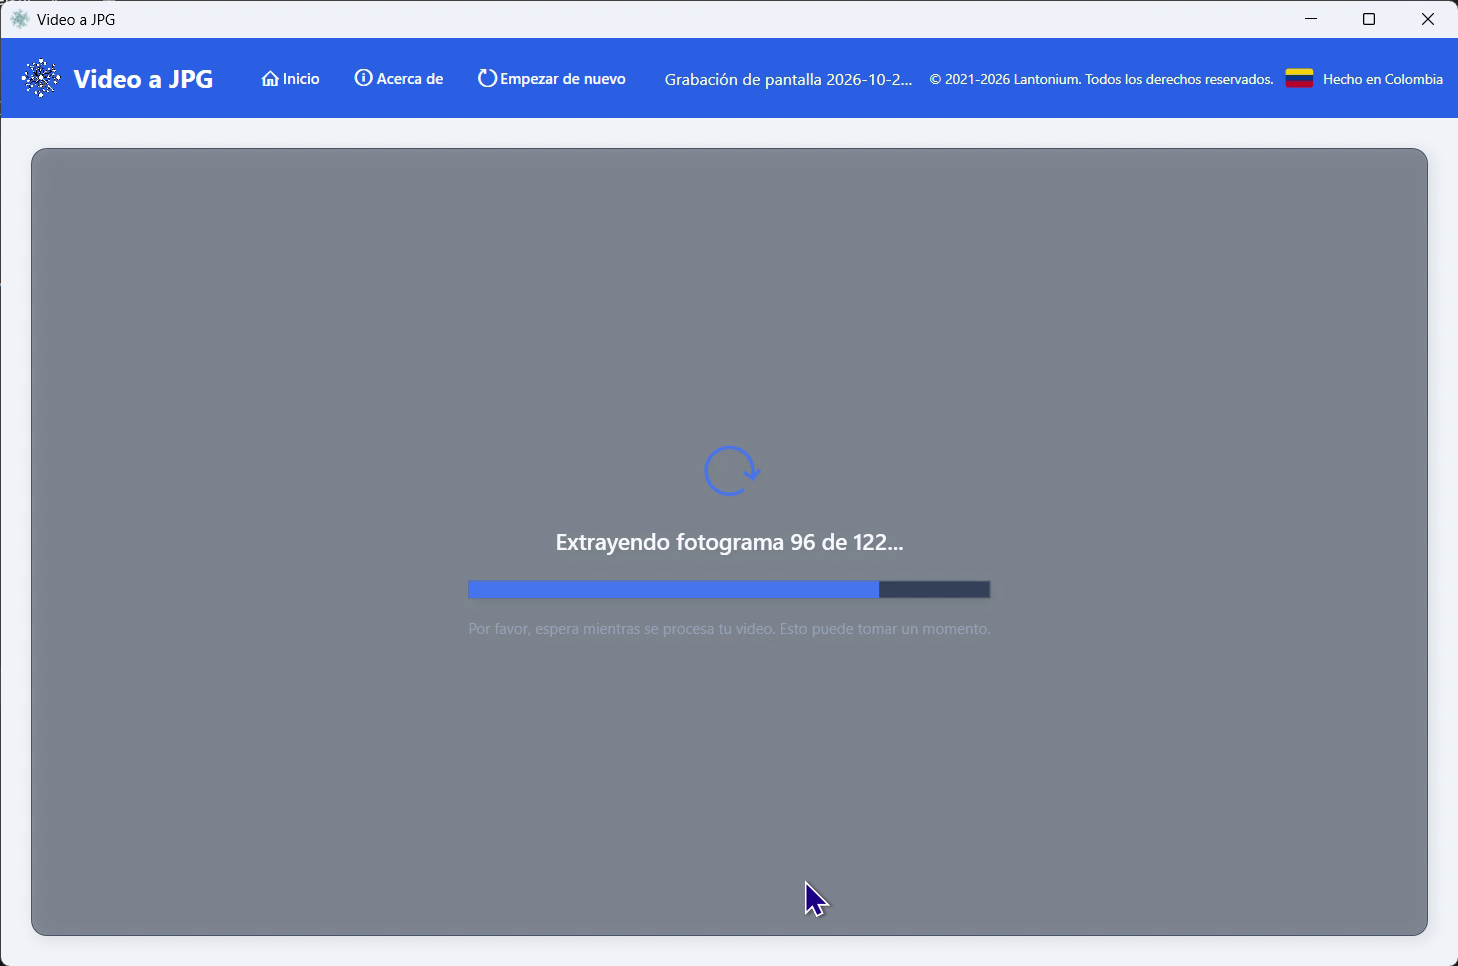 Video a JPG
Video a JPG
Inicio
Acerca de
Empezar de nuevo
Grabación de pantalla 2026-10-2...
© 2021-2026 Lantonium. Todos los derechos reservados.
Hecho en Colombia
Extrayendo fotograma 96 de 122...
Por favor, espera mientras se procesa tu video. Esto puede tomar un momento.